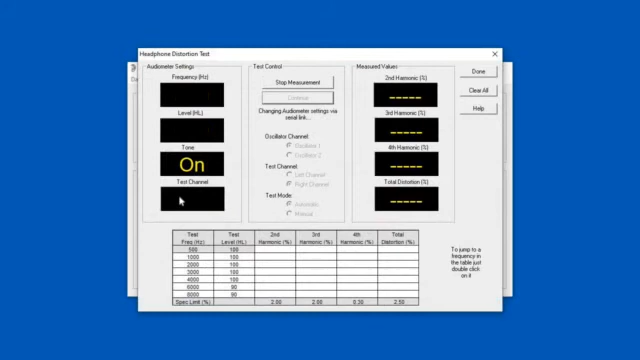 Headphone Distortion Test
Audiometer Settings
Frequency (Hz)
Level (HL)
Tone
On
Test Channel
Test Control
Stop Measurement
Continue
Changing Audiometer settings via
serial link...
Oscillator Channel:
Oscillator 1
Oscillator 2
Test Channel:
Left Channel
Right Channel
Test Mode:
Automatic
Manual
Measured Values
2nd Harmonic (%)
-----
3rd Harmonic (%)
-----
4th Harmonic (%)
-----
Total Distortion (%)
-----
Done
Clear All
Help
Test Freq (Hz) Test Level (HL) 2nd Harmonic (%) 3rd Harmonic (%) 4th Harmonic (%) Total Distortion (%)
500 100
1000 100
2000 100
3000 100
4000 100
6000 90
8000 90
Spec Limit (%) 2.00 2.00 0.30 2.50
To jump to a
frequency in
the table just
double click
on it